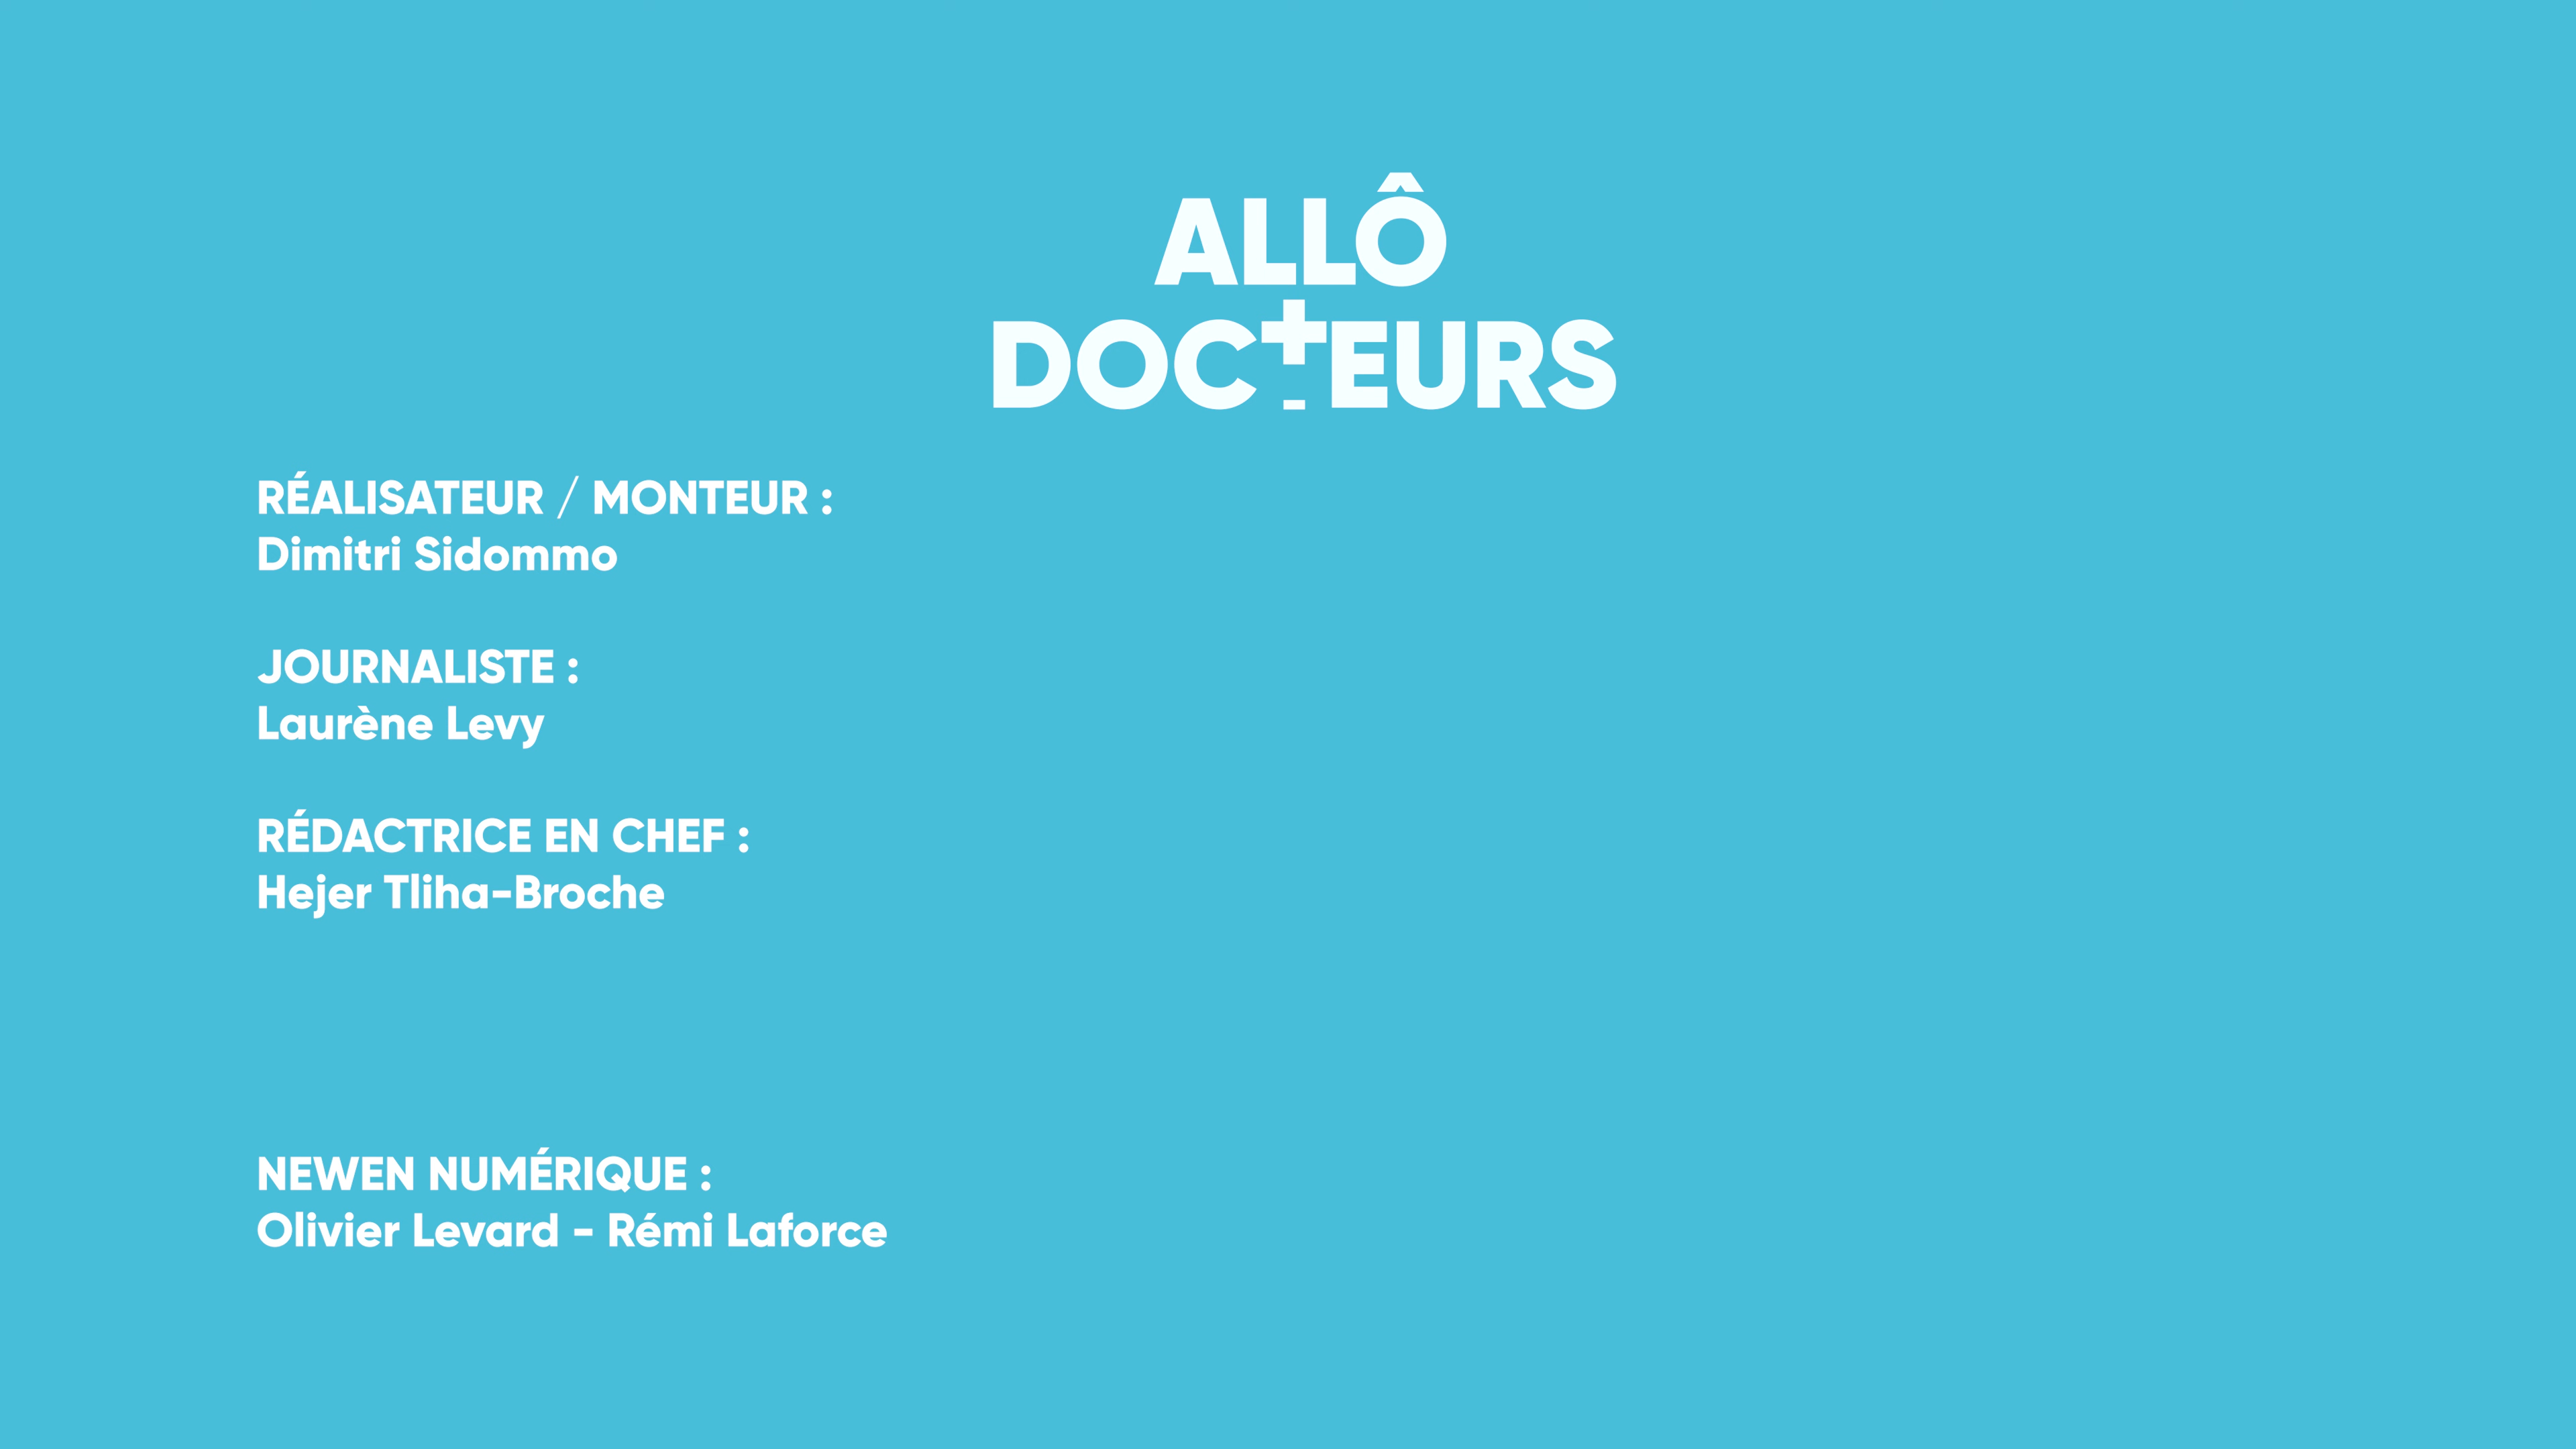 ALLÔ
DOCTEURS
RÉALISATEUR / MONTEUR :
Dimitri Sidommo
JOURNALISTE :
Laurène Levy
RÉDACTRICE EN CHEF :
Hejer Tliha-Broche
NEWEN NUMÉRIQUE :
Olivier Levard - Rémi Laforce